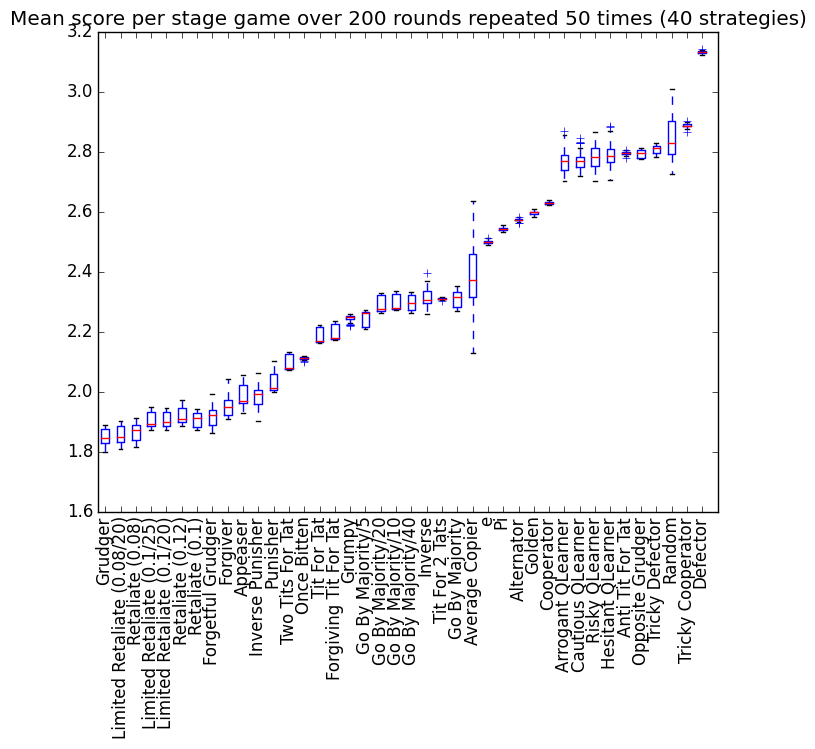 Mean score per stage game over 200 rounds repeated 50 times (40 strategies)
3.2
3.0
2.8
2.6
2.4
2.2
2.0
1.8
1.6
Grudger
Limited Retaliate (0.08/20)
Retaliate (0.08)
Limited Retaliate (0.1/25)
Limited Retaliate (0.1/20)
Retaliate (0.12)
Retaliate (0.1)
Forgetful Grudger
Forgiver
Appeaser
Inverse Punisher
Punisher
Two Tits For Tat
Once Bitten
Tit For Tat
Forgiving Tit For Tat
Grumpy
Go By Majority/5
Go By Majority/20
Go By Majority/10
Go By Majority/40
Inverse
Tit For 2 Tats
Go By Majority
Average Copier
e
Pi
Alternator
Golden
Cooperator
Arrogant QLearner
Cautious QLearner
Risky QLearner
Hesitant QLearner
Anti Tit For Tat
Opposite Grudger
Tricky Defector
Random
Tricky Cooperator
Defector